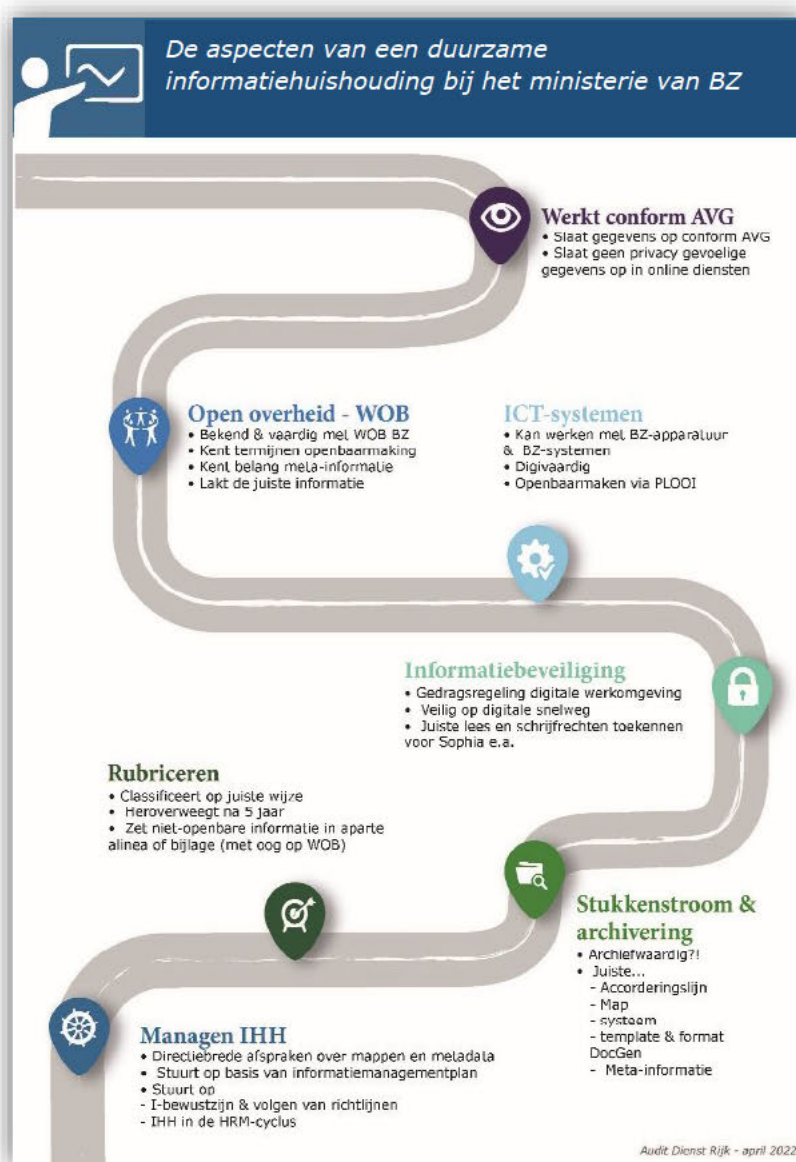 De aspecten van een duurzame
informatiehuishouding bij het ministerie van BZ
Werkt conform AVG
• Slaat gegevens op conform AVG
• Slaat geen privacy gevoelige
gegevens op in online diensten
Open overheid - WOB
• Bekend & vaardig met WOB BZ
• Kent termijnen openbaarmaking
• Kent belang meta-informatie
• Lakt de juiste informatie
ICT-systemen
• Kan werken met BZ-apparatuur
& BZ-systemen
• Digivaardig
• Openbaarmaken via PLOOI
Informatiebeveiliging
• Gedragsregeling digitale werkomgeving
• Veilig op digitale snelweg
• Juiste lees en schrijfrechten toekennen
voor Sophia e.a.
Rubriceren
• Classificeert op juiste wijze
• Heroverweegt na 5 jaar
• Zet niet-openbare informatie in aparte
alinea of bijlage (met oog op WOB)
Stukkenstroom &
archivering
• Archiefwaardig?!
• Juiste...
- Accorderingslijn
- Map
- systeem
- template & format
DocGen
- Meta-informatie
Managen IHH
• Directiebrede afspraken over mappen en metadata
• Stuurt op basis van informatiemanagementplan
• Stuurt op
- I-bewustzijn & volgen van richtlijnen
- IHH in de HRM-cyclus
Audit Dienst Rijk - april 2022